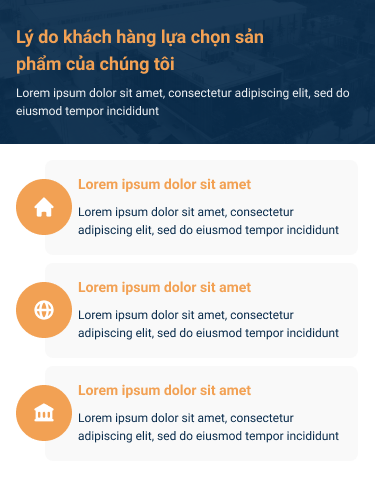 Lý do khách hàng lựa chọn sản
phẩm của chúng tôi
Lorem ipsum dolor sit amet, consectetur adipiscing elit, sed do
eiusmod tempor incididunt
Lorem ipsum dolor sit amet
Lorem ipsum dolor sit amet, consectetur
adipiscing elit, sed do eiusmod tempor incididunt
Lorem ipsum dolor sit amet
Lorem ipsum dolor sit amet, consectetur
adipiscing elit, sed do eiusmod tempor incididunt
Lorem ipsum dolor sit amet
Lorem ipsum dolor sit amet, consectetur
adipiscing elit, sed do eiusmod tempor incididunt